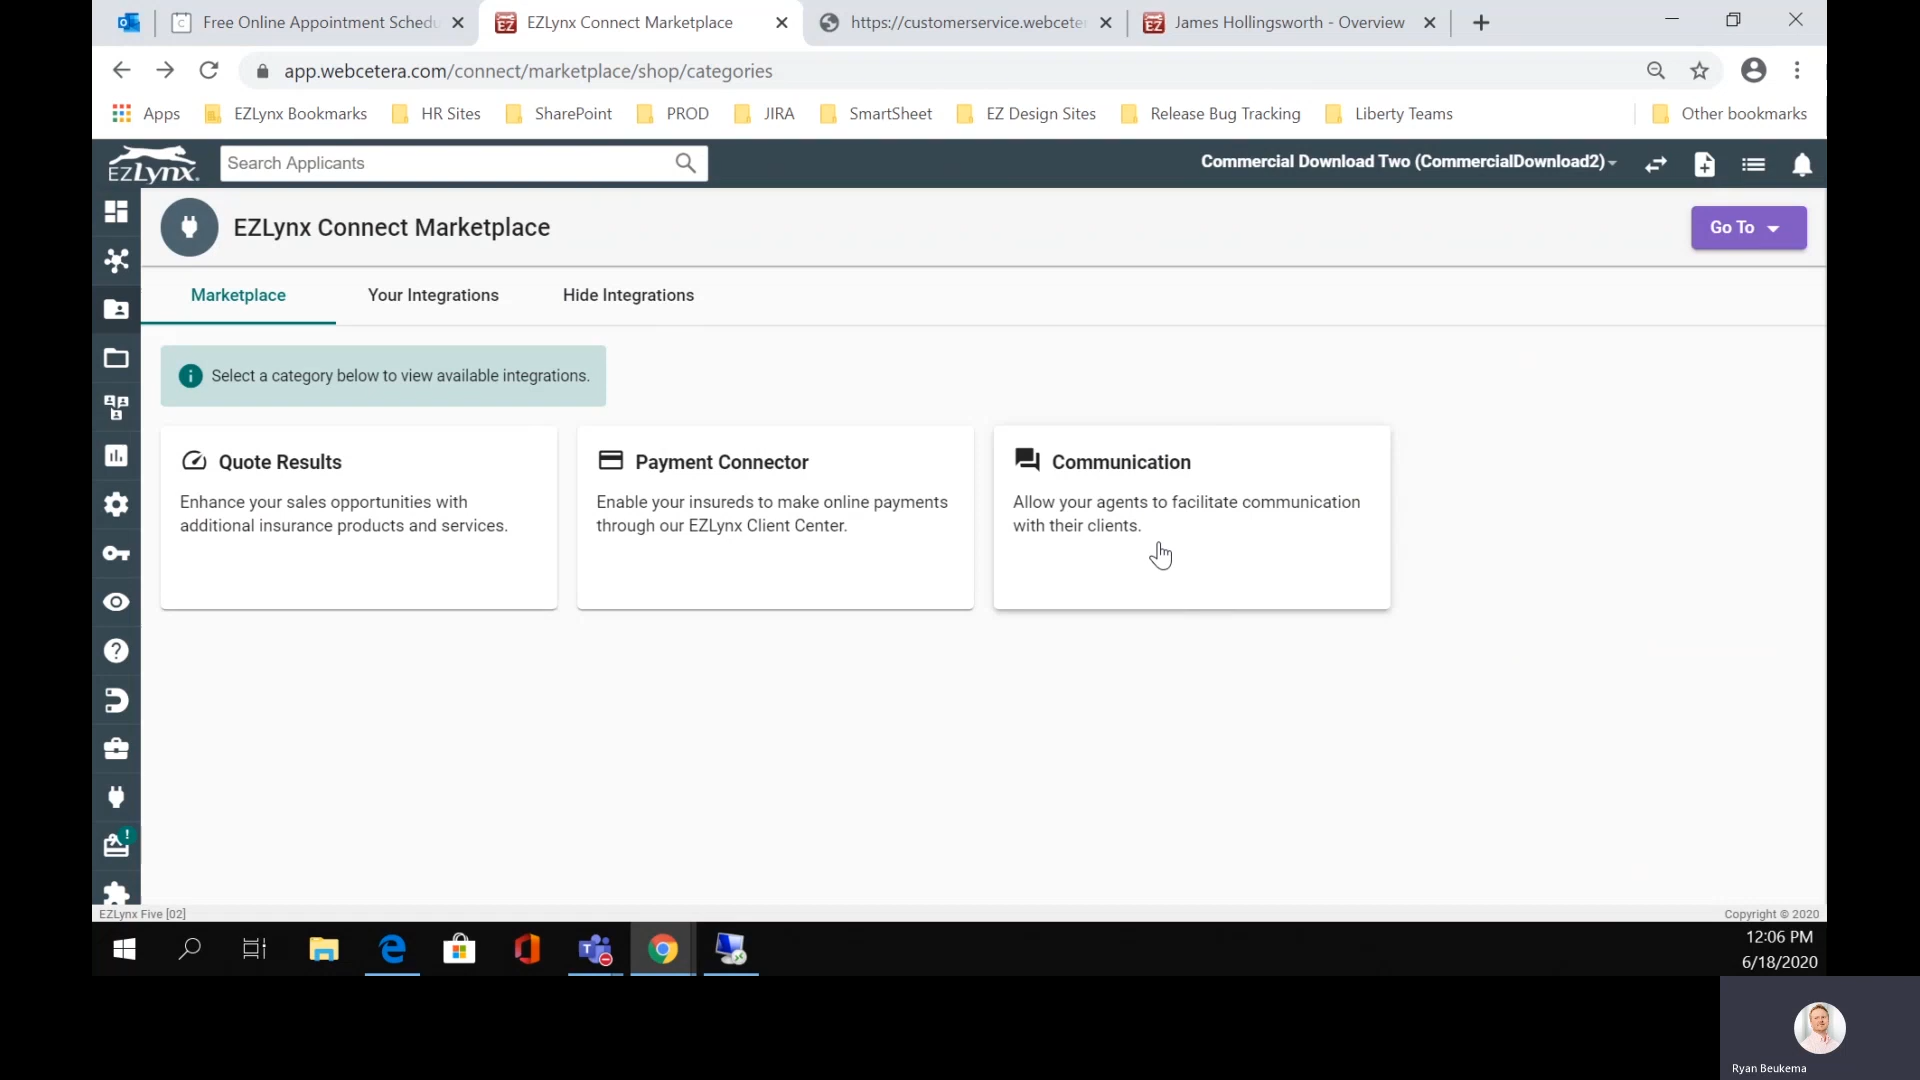 Free Online Appointment Schedu
EZLynx Connect Marketplace
https://customerservice.webceter
EZ James Hollingsworth - Overview
app.webcetera.com/connect/marketplace/shop/categories
Apps EZLynx Bookmarks HR Sites SharePoint PROD JIRA SmartSheet EZ Design Sites Release Bug Tracking Liberty Teams Other bookmarks
EZLynx
Search Applicants
Commercial Download Two (CommercialDownload2)
EZLynx Connect Marketplace
Go To
Marketplace Your Integrations Hide Integrations
Select a category below to view available integrations.
Quote Results
Enhance your sales opportunities with
additional insurance products and services.
Payment Connector
Enable your insureds to make online payments
through our EZLynx Client Center.
Communication
Allow your agents to facilitate communication
with their clients.
EZLynx Five [02]
Copyright © 2020
12:06 PM
6/18/2020
Ryan Beukema